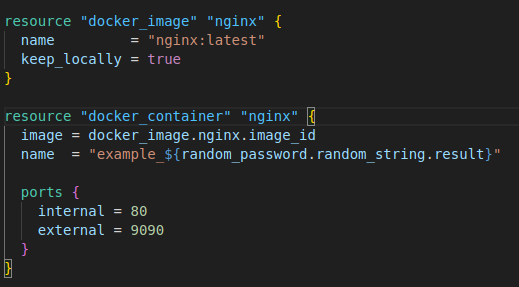 resource "docker_image" "nginx" {
  name         = "nginx:latest"
  keep_locally = true
}

resource "docker_container" "nginx" {
  image = docker_image.nginx.image_id
  name  = "example_${random_password.random_string.result}"

  ports {
    internal = 80
    external = 9090
  }
}